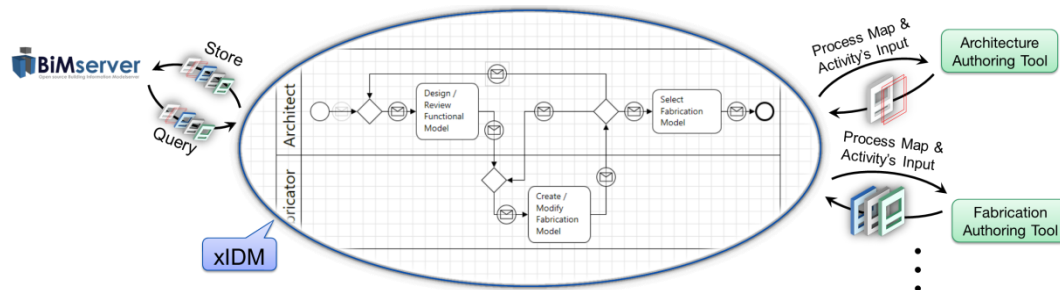 BiMserver
Open source Building Information Modelserver
Store
Query
Architect
Design /
Review
Functional
Model
Select
Fabrication
Model
ricator
Create /
Modify
Fabrication
Model
xIDM
Process Map &
Activity's Input
Architecture
Authoring Tool
Process Map &
Activity's Input
Fabrication
Authoring Tool